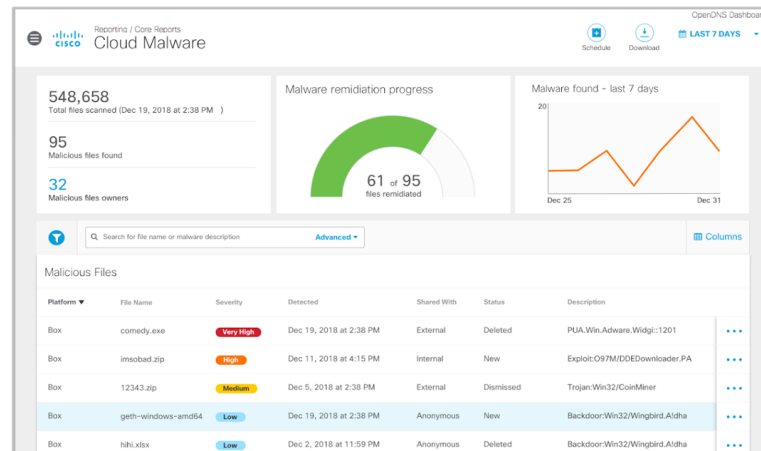 OpenDNS Dashboar
Reporting / Core Reports
CISCO
Cloud Malware
Schedule
Download
LAST 7 DAYS
548,658
Total files scanned (Dec 19, 2018 at 2:38 PM )
95
Malicious files found
32
Malicious files owners
Malware remidiation progress
61 of 95
files remidiated
Malware found - last 7 days
20
Dec 25 Dec 31
Search for file name or malware description
Advanced
Columns
Malicious Files
Platform File Name Severity Detected Shared With Status Description
Box comedy.exe Very High Dec 19, 2018 at 2:38 PM External Deleted PUA.Win.Adware.Widgi::1201
Box imsobad.zip High Dec 11, 2018 at 4:15 PM Internal New Exploit:O97M/DDEDownloader.PA
Box 12343.zip Medium Dec 5, 2018 at 2:38 PM External Dismissed Trojan:Win32/CoinMiner
Box geth-windows-amd64 Low Dec 19, 2018 at 2:38 PM Anonymous New Backdoor:Win32/Wingbird.A!dha
Box hihi.xlsx Low Dec 2, 2018 at 11:59 PM Anonymous Deleted Backdoor:Win32/Wingbird.A!dha